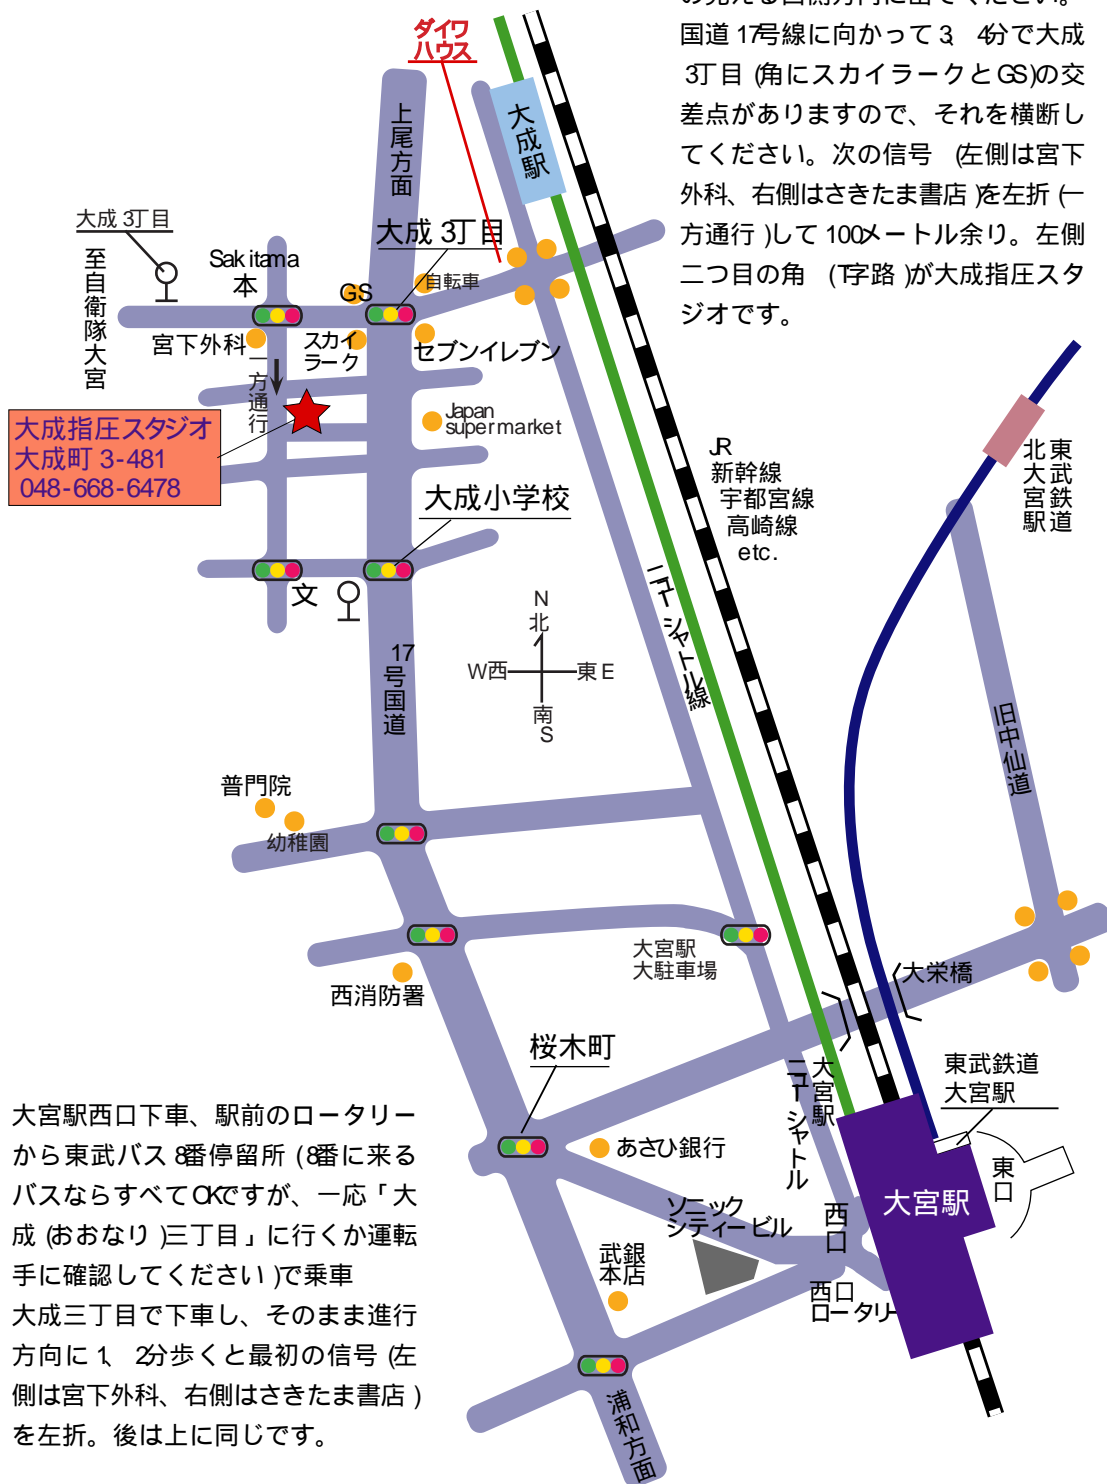 の見える西側方向に出てください。
国道17号線に向かって3、4分で大成
3丁目(角にスカイラークとGS)の交
差点がありますので、それを横断し
てください。次の信号 (左側は宮下
外科、右側はさきたま書店)を左折(一
方通行)して100メートル余り。左側
二つ目の角 (T字路)が大成指圧スタ
ジオです。
ダイワ
ハウス
大成駅
上尾方面
大成3丁目
大成3丁目
至自衛隊大宮
Sakitama
本
GS
自転車
宮下外科
スカイ
ラーク
セブンイレブン
一方通行
Japan
supermarket
大成指圧スタジオ
大成町3-481
048-668-6478
大成小学校
文
JR
新幹線
宇都宮線
高崎線
etc.
東武鉄道
北大宮駅
ニューシャトル線
N
北
W西
東E
南
S
17号国道
旧中仙道
普門院
幼稚園
大宮駅
大駐車場
西消防署
大栄橋
桜木町
大宮駅
ニューシャトル
東武鉄道
大宮駅
あさひ銀行
東口
大宮駅
ソニック
シティービル
西口
武銀
本店
西口
ロータリー
浦和方面
大宮駅西口下車、駅前のロータリー
から東武バス8番停留所(8番に来る
バスならすべてOKですが、一応「大
成(おおなり)三丁目」に行くか運転
手に確認してください)で乗車
大成三丁目で下車し、そのまま進行
方向に1、2分歩くと最初の信号(左
側は宮下外科、右側はさきたま書店)
を左折。後は上に同じです。